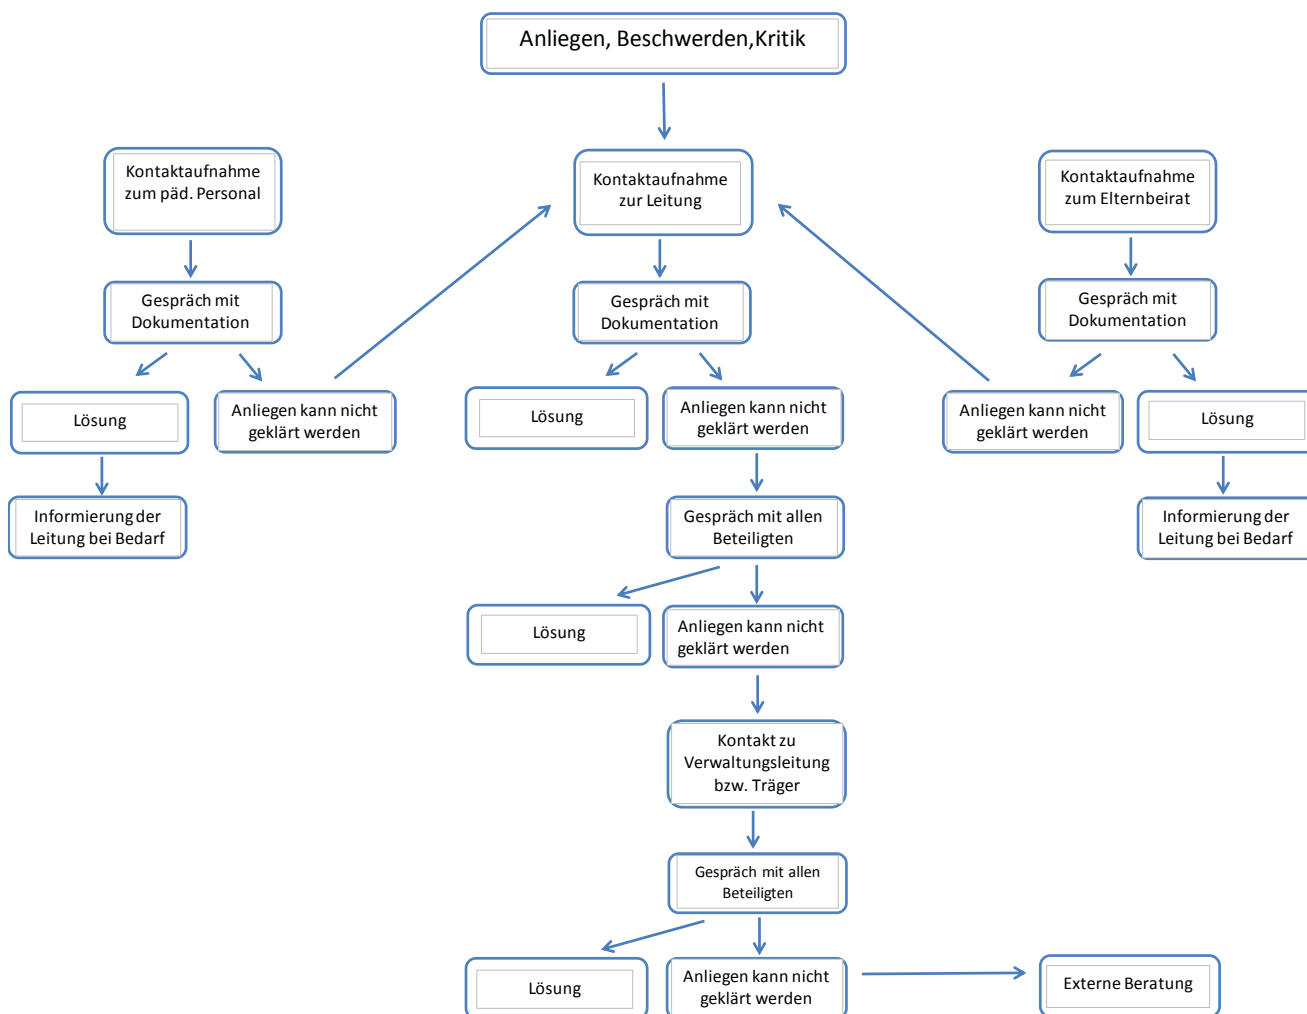 Anliegen, Beschwerden,Kritik
Kontaktaufnahme
zum päd. Personal
Kontaktaufnahme
zur Leitung
Kontaktaufnahme
zum Elternbeirat
Gespräch mit
Dokumentation
Gespräch mit
Dokumentation
Gespräch mit
Dokumentation
Lösung
Anliegen kann nicht
geklärt werden
Lösung
Anliegen kann nicht
geklärt werden
Anliegen kann nicht
geklärt werden
Lösung
Informierung der
Leitung bei Bedarf
Gespräch mit allen
Beteiligten
Informierung der
Leitung bei Bedarf
Lösung
Anliegen kann nicht
geklärt werden
Kontakt zu
Verwaltungsleitung
bzw. Träger
Gespräch mit allen
Beteiligten
Lösung
Anliegen kann nicht
geklärt werden
Externe Beratung